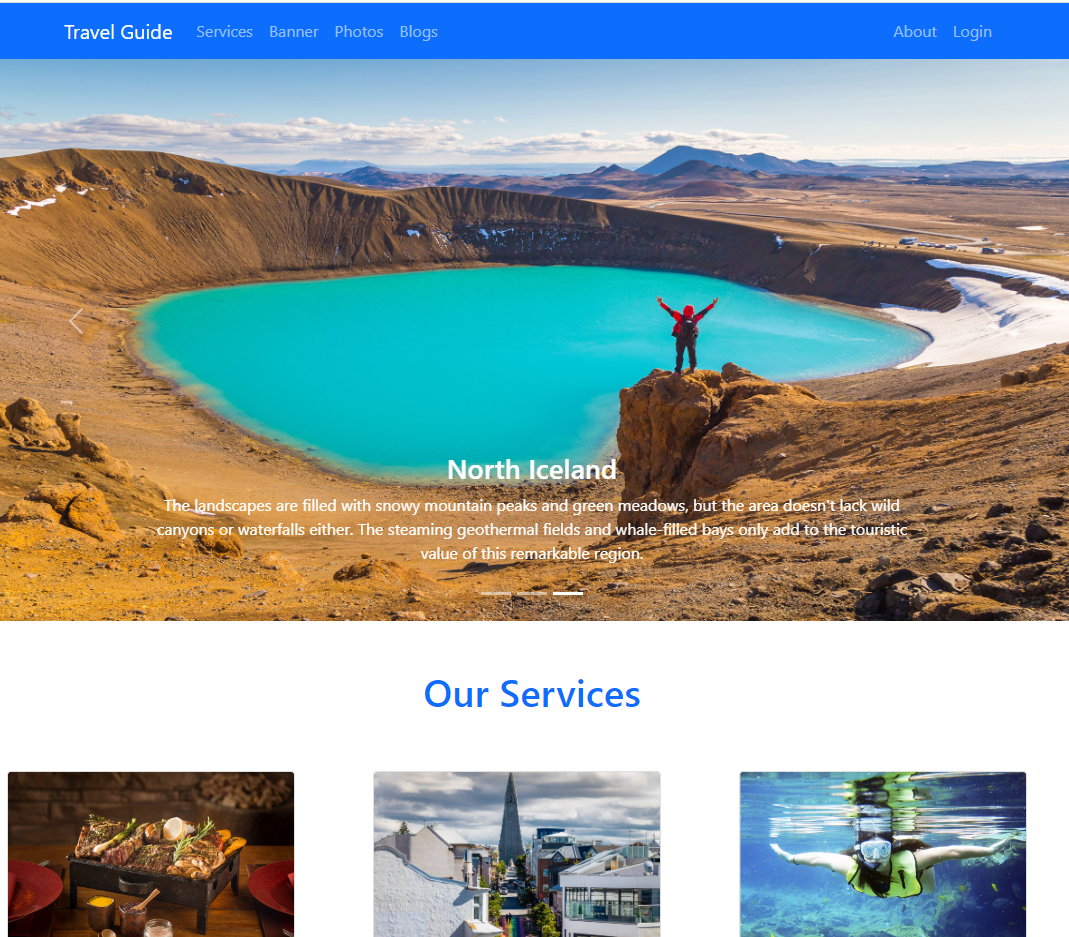 Travel Guide Services Banner Photos Blogs About Login
North Iceland
The landscapes are filled with snowy mountain peaks and green meadows, but the area doesn't lack wild
canyons or waterfalls either. The steaming geothermal fields and whale-filled bays only add to the touristic
value of this remarkable region.
Our Services